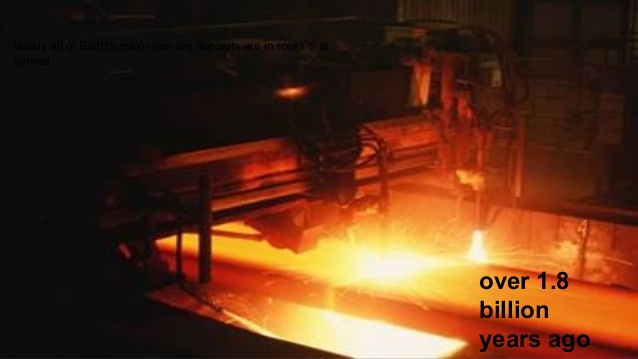 Nearly all of Earth's major iron ore deposits are in rocks that
formed
over 1.8
billion
years ago